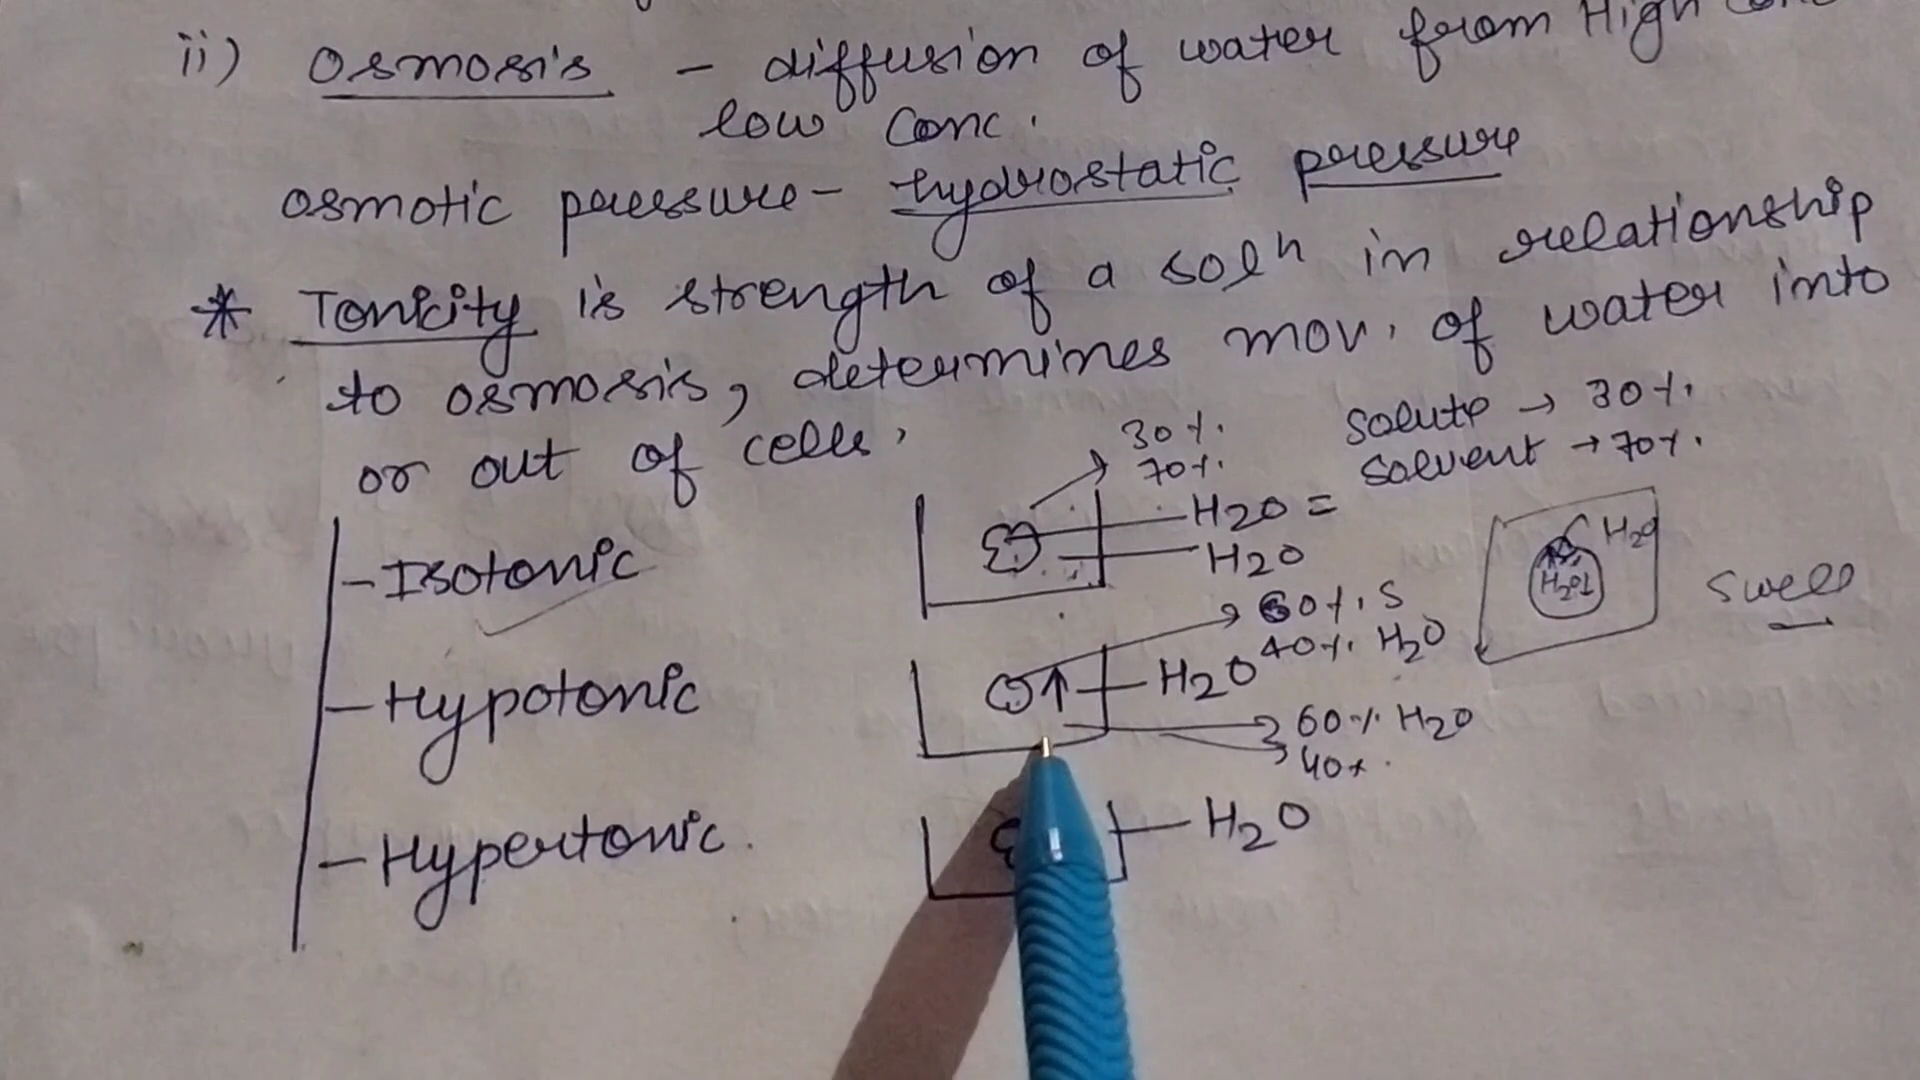 ii) Osmosis - diffusion of water from High
low conc.
osmotic pressure - hydrostatic pressure
* Tonicity is strength of a solⁿ in relationship
to osmosis, determines mov. of water into
or out of cells.
30%
70%
solute → 30%.
solvent → 70%.
- Isotonic
H2O =
H2O
H2O
H2O↓
swell
60%. S
40%. H2O
- Hypotonic
H2O
60% H2O
40%.
- Hypertonic.
H2O